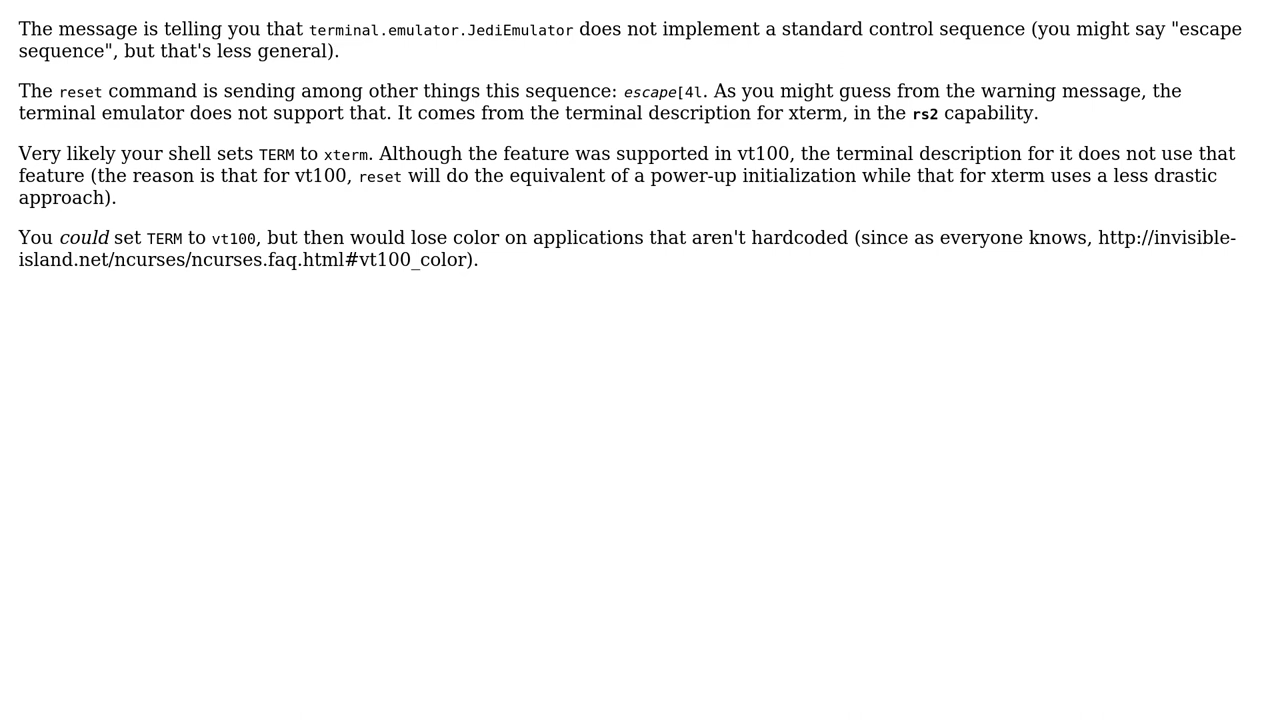 The message is telling you that terminal.emulator.JediEmulator does not implement a standard control sequence (you might say "escape
sequence", but that's less general).
The reset command is sending among other things this sequence: escape[4l. As you might guess from the warning message, the
terminal emulator does not support that. It comes from the terminal description for xterm, in the rs2 capability.
Very likely your shell sets TERM to xterm. Although the feature was supported in vt100, the terminal description for it does not use that
feature (the reason is that for vt100, reset will do the equivalent of a power-up initialization while that for xterm uses a less drastic
approach).
You could set TERM to vt100, but then would lose color on applications that aren't hardcoded (since as everyone knows, http://invisible-
island.net/ncurses/ncurses.faq.html#vt100_color).